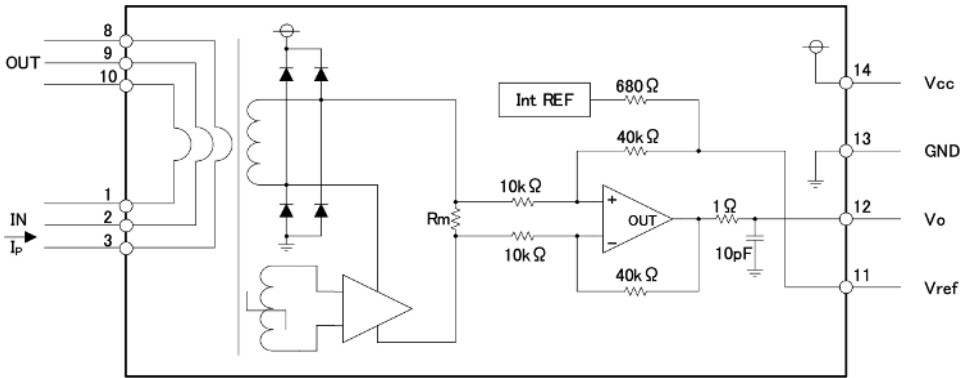 8
OUT
9
10
1
IN
2
IP
3
Int REF
680Ω
40kΩ
10kΩ
Rm
10kΩ
+
OUT
−
40kΩ
1Ω
10pF
14
Vcc
13
GND
12
Vo
11
Vref